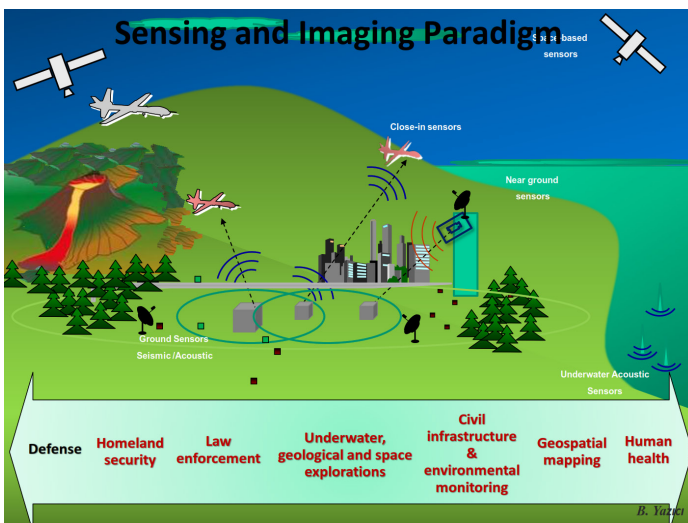 Sensing and Imaging Paradigm
Space-based
sensors
Close-in sensors
Near ground
sensors
Ground Sensors
Seismic /Acoustic
Underwater Acoustic
Sensors
Defense
Homeland
security
Law
enforcement
Underwater,
geological and space
explorations
Civil
infrastructure
&
environmental
monitoring
Geospatial
mapping
Human
health
B. Yazıcı